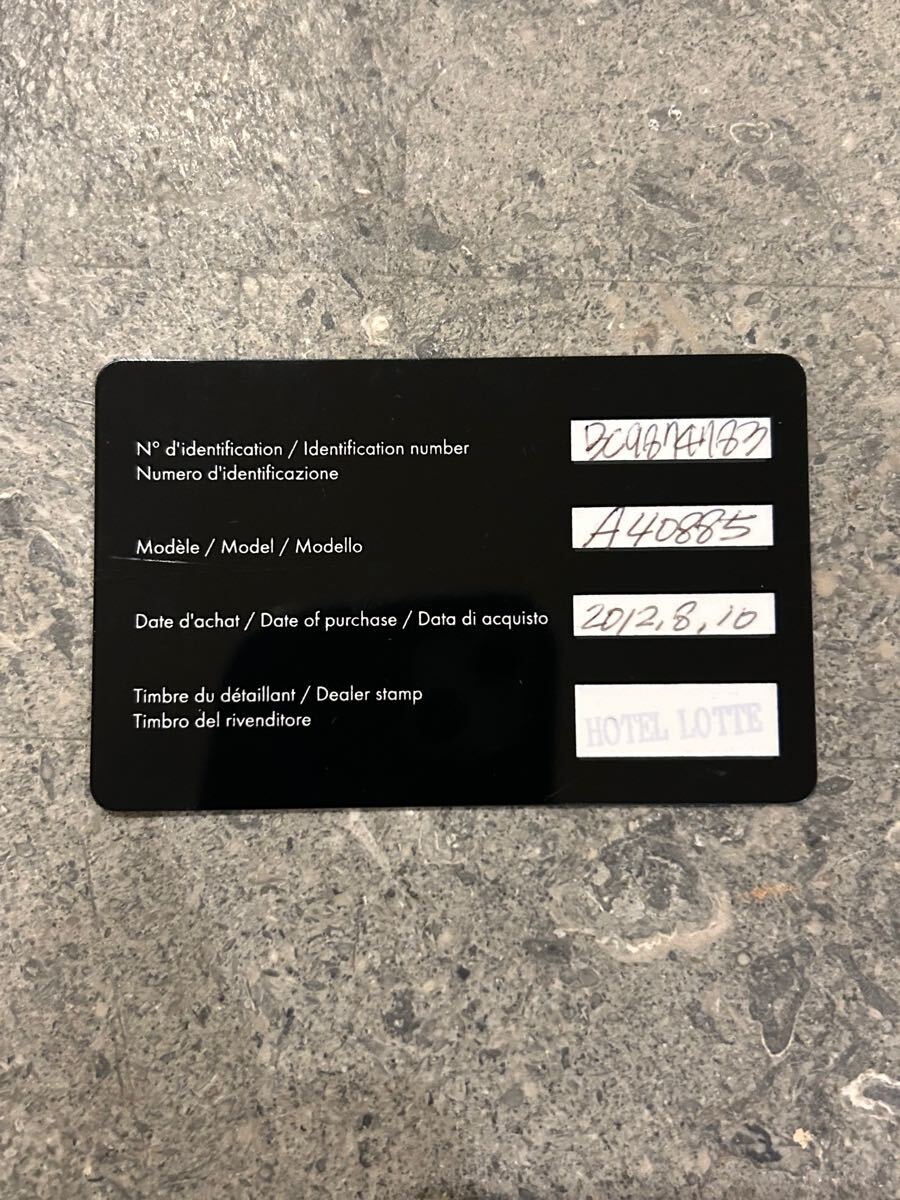 N° d'identification / Identification number
Numero d'identificazione
Modèle / Model / Modello
A40885
Date d'achat / Date of purchase / Data di acquisto
2012.8.10
Timbre du détaillant / Dealer stamp
Timbro del rivenditore
HOTEL LOTTE